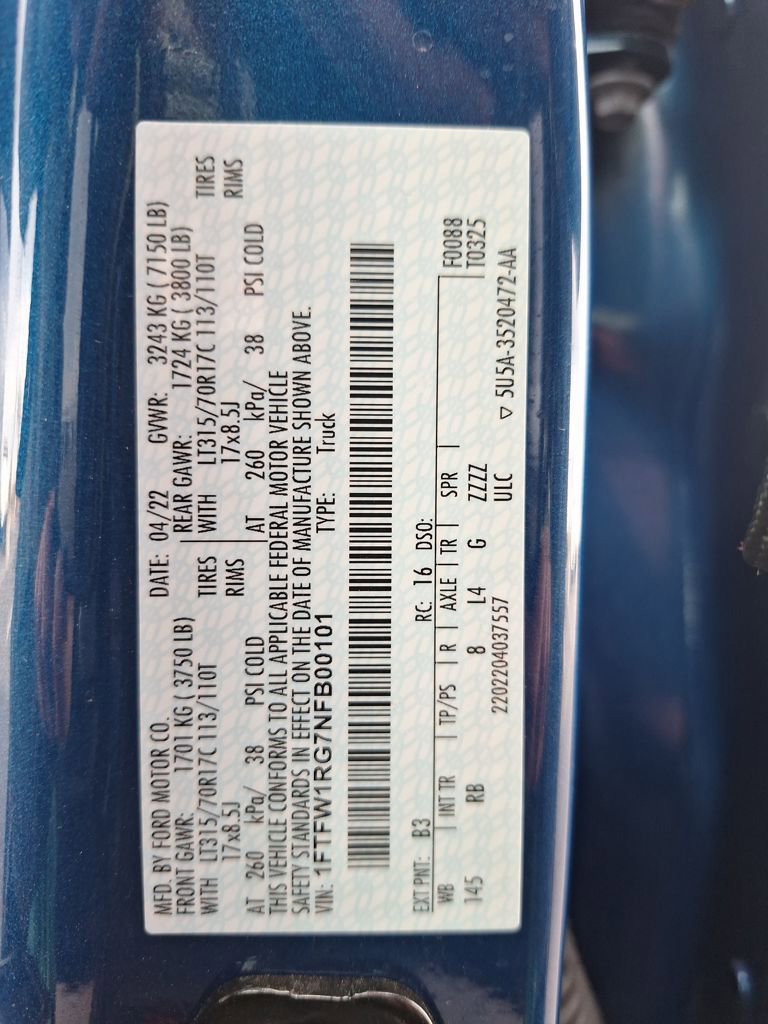 MFD. BY FORD MOTOR CO. DATE: 04/22 GVWR: 3243 KG ( 7150 LB)
FRONT GAWR: 1701 KG ( 3750 LB) REAR GAWR: 1724 KG ( 3800 LB)
WITH LT315/70R17C 113/110T TIRES WITH LT315/70R17C 113/110T TIRES
17x8.5J RIMS 17x8.5J RIMS
AT 260 kPa/ 38 PSI COLD AT 260 kPa/ 38 PSI COLD
THIS VEHICLE CONFORMS TO ALL APPLICABLE FEDERAL MOTOR VEHICLE
SAFETY STANDARDS IN EFFECT ON THE DATE OF MANUFACTURE SHOWN ABOVE.
VIN: 1FTFW1RG7NFB00101 TYPE: Truck
EXT PNT: B3 RC: 16 DSO:
WB INT TR TP/PS R AXLE TR SPR F0088
145 RB 8 L4 G ZZZZ T0325
2202204037557 ULC ▽ 5U5A-3520472-AA